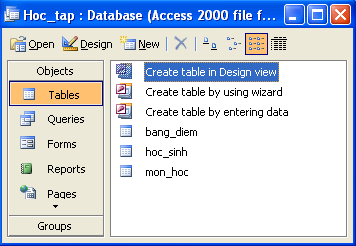 Hoc_tap : Database (Access 2000 file f...
Open Design New
Objects
Tables
Queries
Forms
Reports
Pages
Groups
Create table in Design view
Create table by using wizard
Create table by entering data
bang_diem
hoc_sinh
mon_hoc